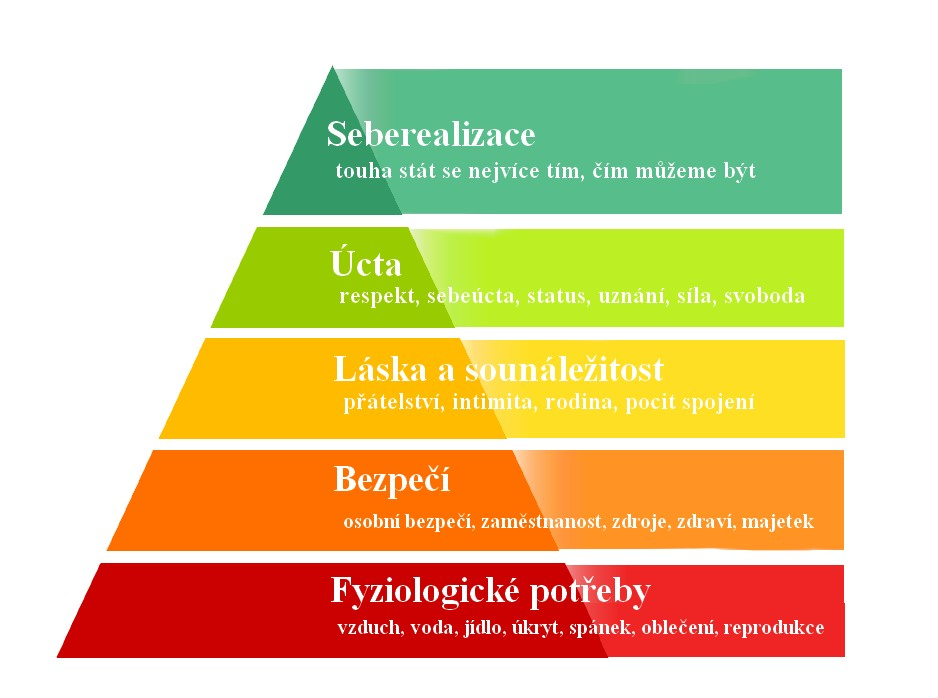 Seberealizace
touha stát se nejvíce tím, čím můžeme být
Úcta
respekt, sebeúcta, status, uznání, síla, svoboda
Láska a sounáležitost
přátelství, intimita, rodina, pocit spojení
Bezpečí
osobní bezpečí, zaměstnanost, zdroje, zdraví, majetek
Fyziologické potřeby
vzduch, voda, jídlo, úkryt, spánek, oblečení, reprodukce